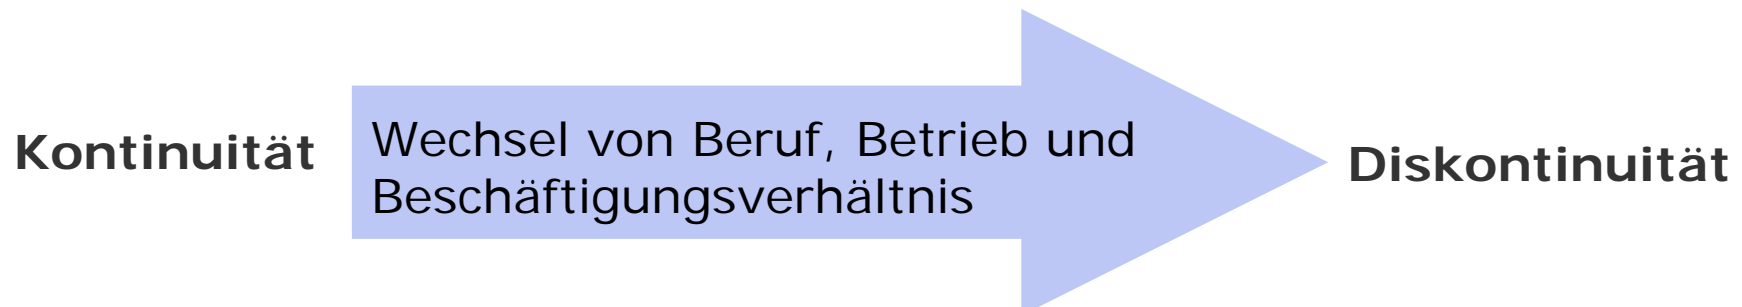 Kontinuität
Wechsel von Beruf, Betrieb und
Beschäftigungsverhältnis
Diskontinuität